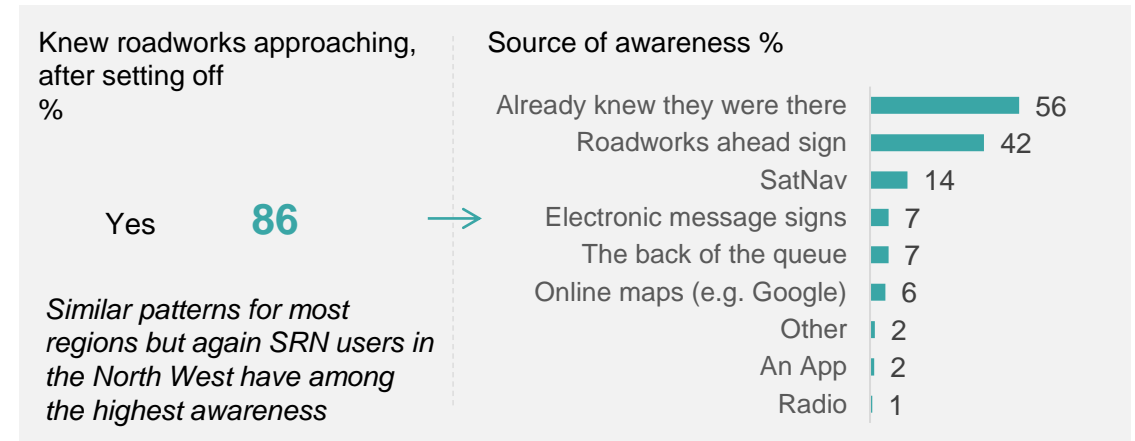 Knew roadworks approaching,
after setting off
%
Yes 86
Similar patterns for most
regions but again SRN users in
the North West have among
the highest awareness
Source of awareness %
Already knew they were there 56
Roadworks ahead sign 42
SatNav 14
Electronic message signs 7
The back of the queue 7
Online maps (e.g. Google) 6
Other 2
An App 2
Radio 1